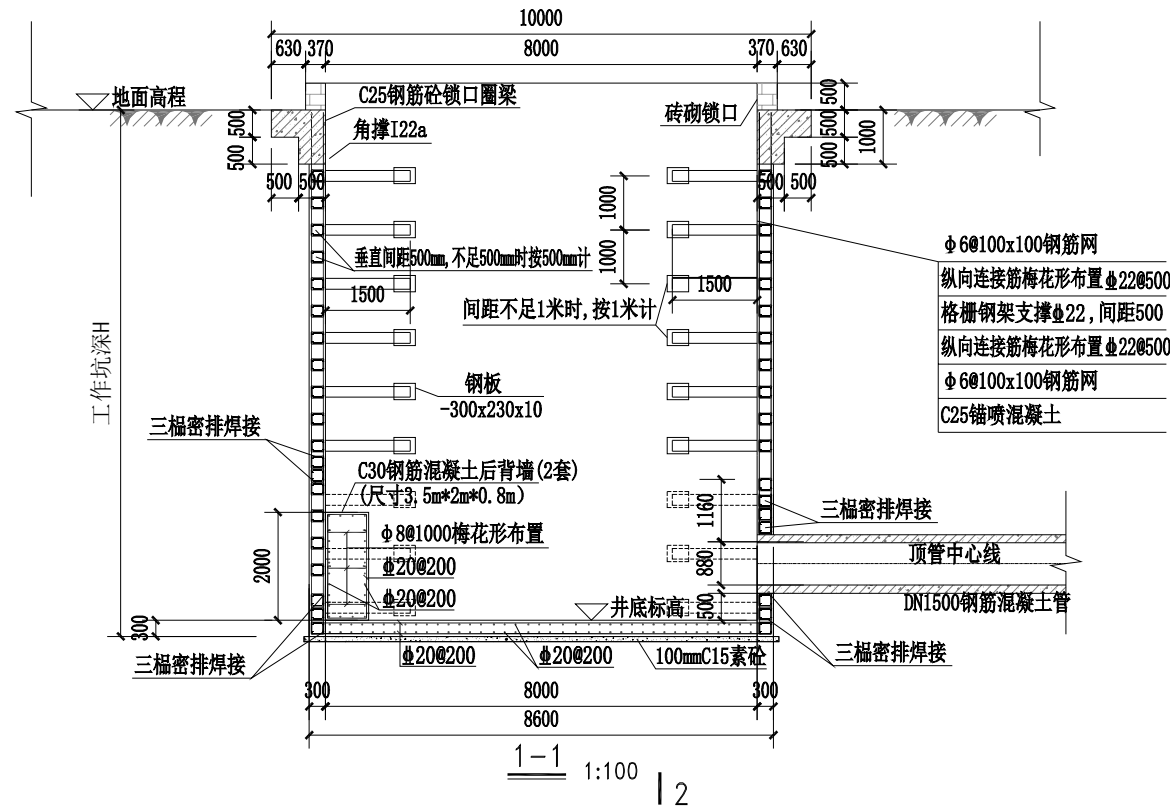 10000
630
370
8000
370
630
地面高程
C25钢筋砼锁口圈梁
砖砌锁口
500
500
500
1000
500
500
角撑I22a
500
500
500
500
1000
1000
垂直间距500mm,不足500mm时按500mm计
1500
1500
间距不足1米时,按1米计
φ6@100x100钢筋网
纵向连接筋梅花形布置φ22@500
格栅钢架支撑φ22,间距500
纵向连接筋梅花形布置φ22@500
φ6@100x100钢筋网
C25锚喷混凝土
工作坑深H
钢板
-300x230x10
三榀密排焊接
C30钢筋混凝土后背墙(2套)
(尺寸3.5m*2m*0.8m)
φ8@1000梅花形布置
φ20@200
φ20@200
2000
300
1160
880
500
三榀密排焊接
顶管中心线
DN1500钢筋混凝土管
井底标高
三榀密排焊接
φ20@200
φ20@200
100mmC15素砼
三榀密排焊接
300
8000
300
8600
1-1 1:100
2